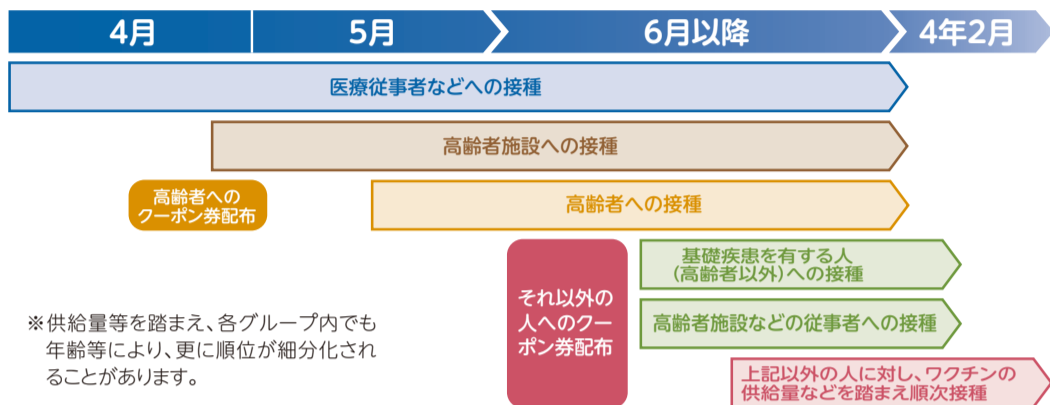 4月
5月
6月以降
4年2月
医療従事者などへの接種
高齢者施設への接種
高齢者への
クーポン券配布
高齢者への接種
それ以外の
人へのクー
ポン券配布
基礎疾患を有する人
(高齢者以外)への接種
高齢者施設などの従事者への接種
上記以外の人に対し、ワクチンの
供給量などを踏まえ順次接種
※供給量等を踏まえ、各グループ内でも
年齢等により、更に順位が細分化され
ることがあります。